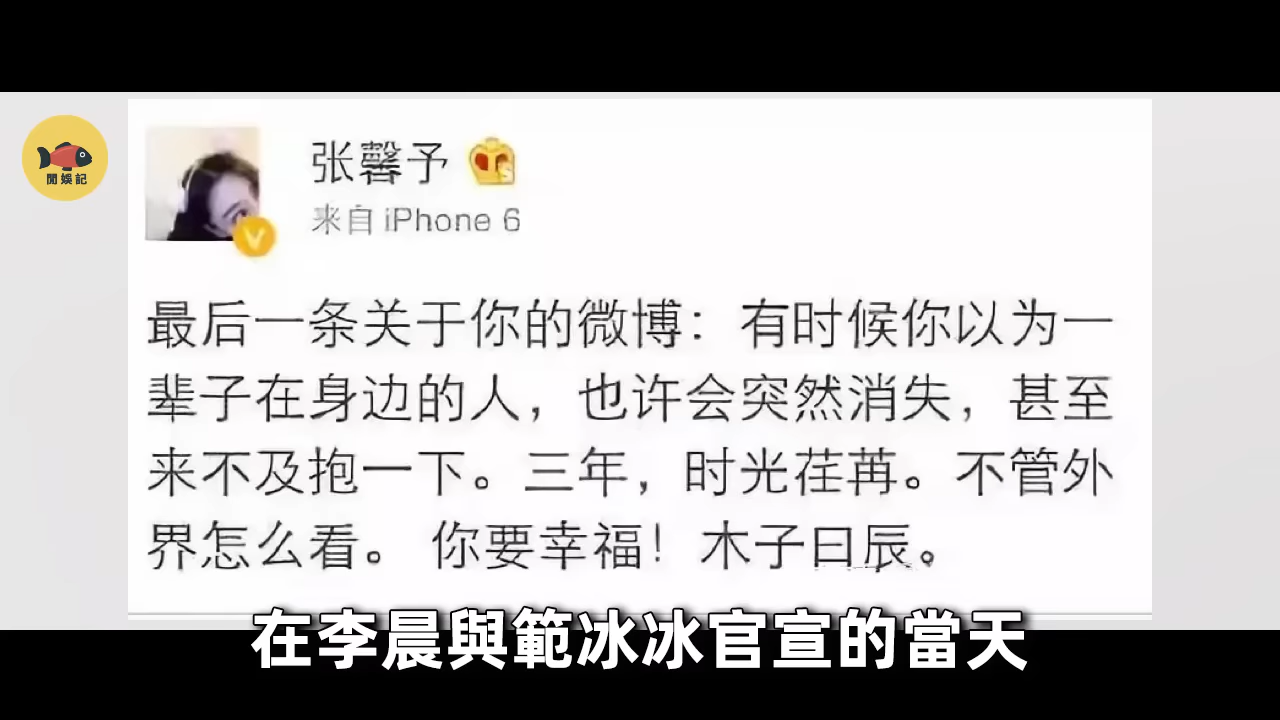 閒娛記
张馨予
来自 iPhone 6
最后一条关于你的微博：有时候你以为一
辈子在身边的人，也许会突然消失，甚至
来不及抱一下。三年，时光荏苒。不管外
界怎么看。 你要幸福！ 木子曰辰。
在李晨與範冰冰官宣的當天